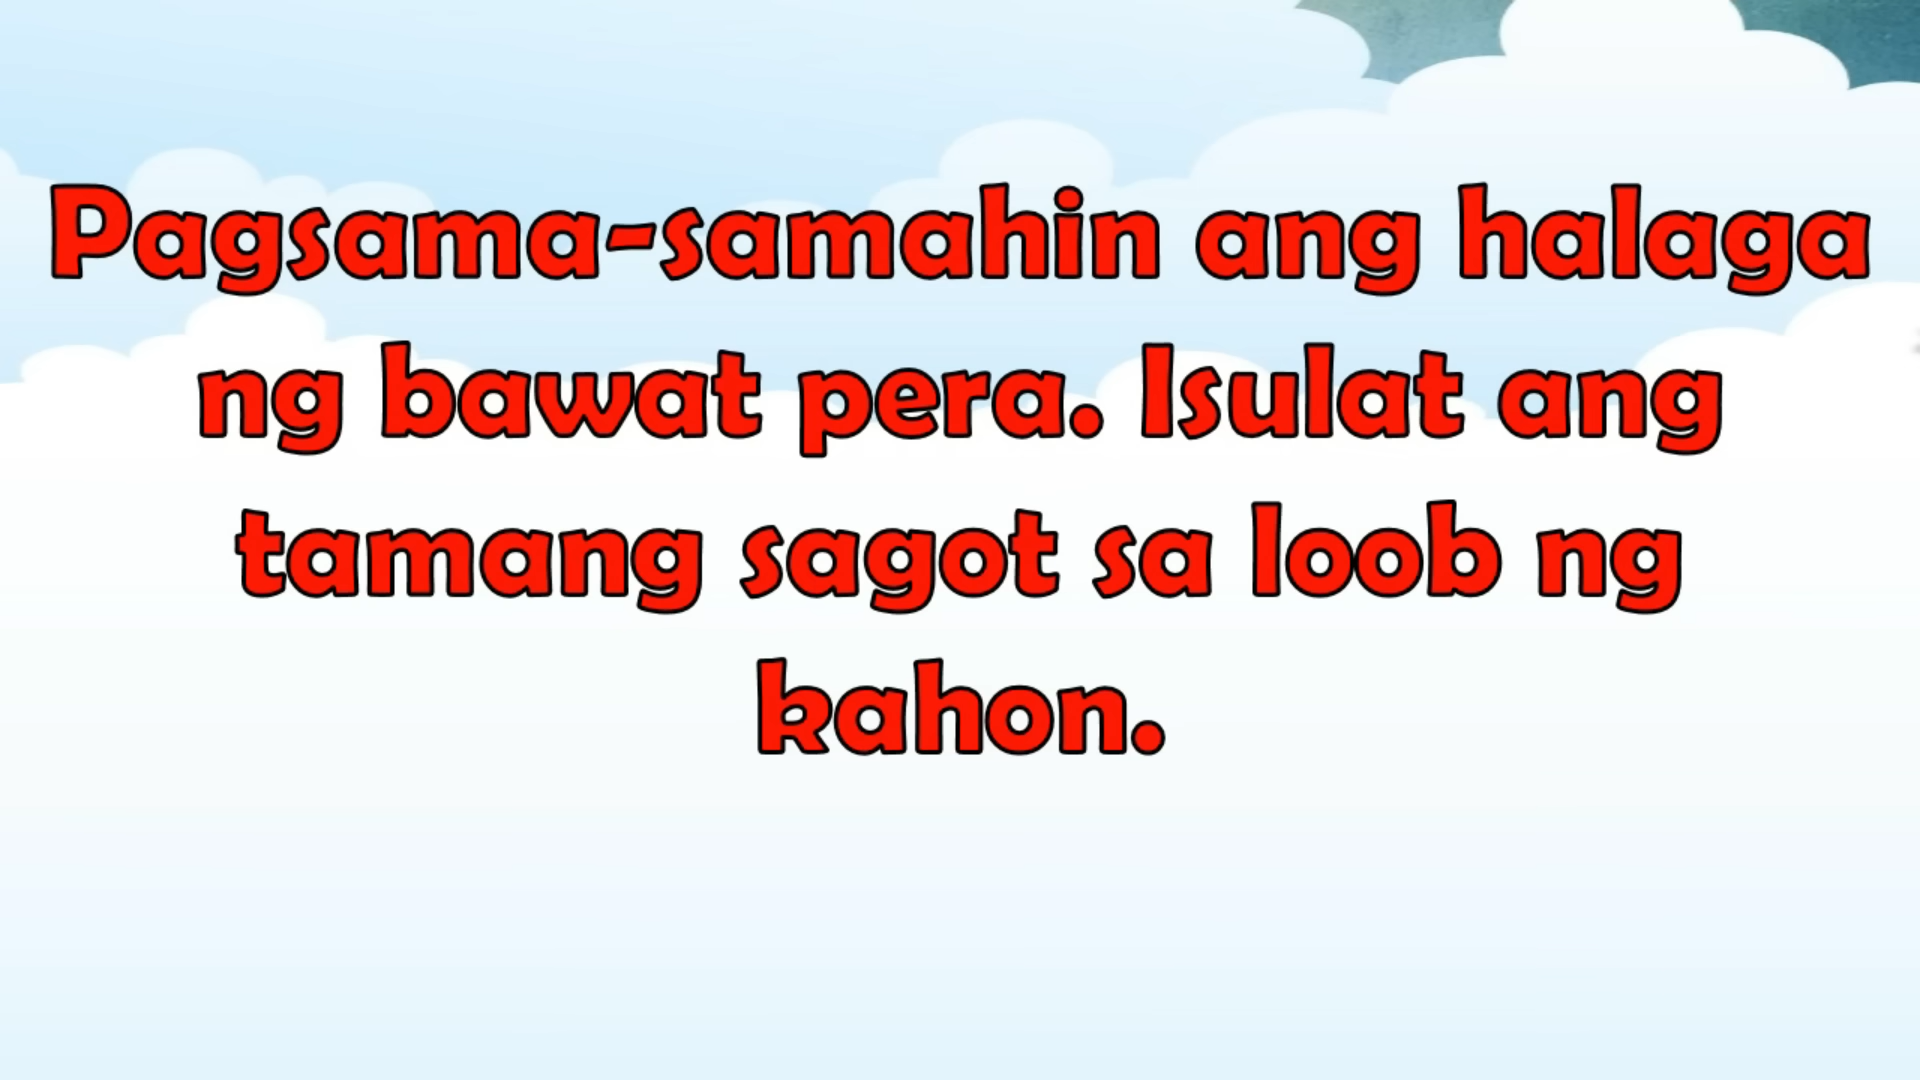 Pagsama-samahin ang halaga
ng bawat pera. Isulat ang
tamang sagot sa loob ng
kahon.